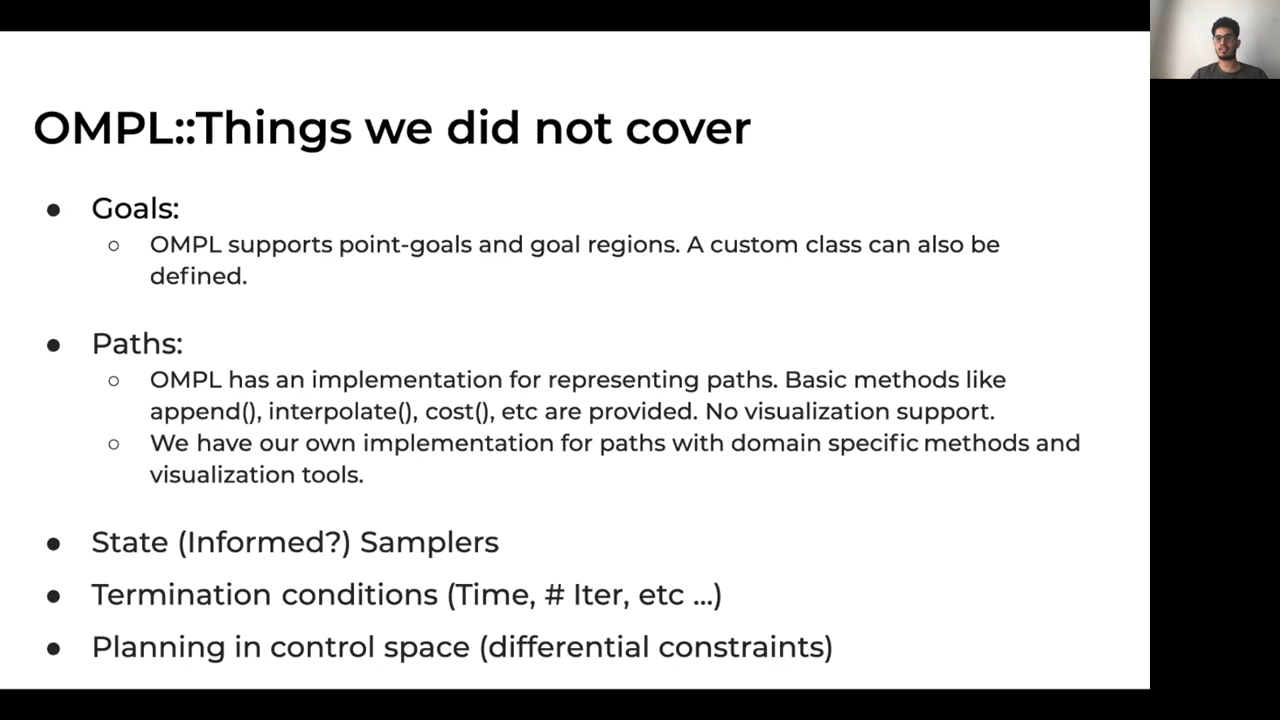 OMPL::Things we did not cover
● Goals:
○ OMPL supports point-goals and goal regions. A custom class can also be
defined.
● Paths:
○ OMPL has an implementation for representing paths. Basic methods like
append(), interpolate(), cost(), etc are provided. No visualization support.
○ We have our own implementation for paths with domain specific methods and
visualization tools.
● State (Informed?) Samplers
● Termination conditions (Time, # Iter, etc ...)
● Planning in control space (differential constraints)